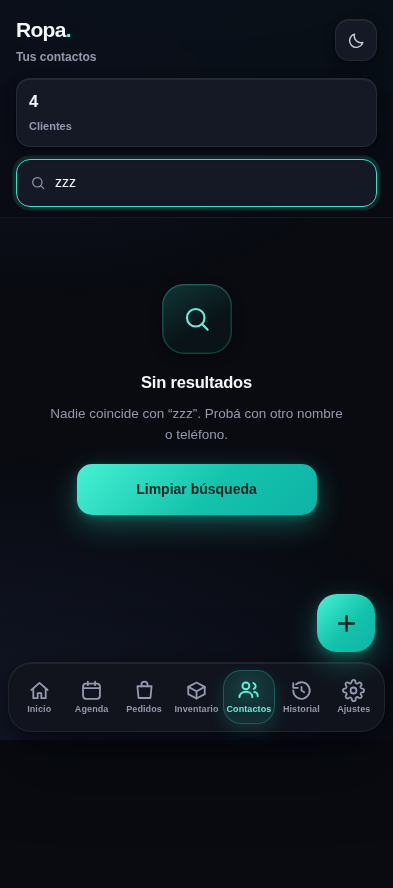 Ropa.
Tus contactos
4
Clientes
zzz
Sin resultados
Nadie coincide con “zzz”. Probá con otro nombre
o teléfono.
Limpiar búsqueda
Inicio
Agenda
Pedidos
Inventario
Contactos
Historial
Ajustes